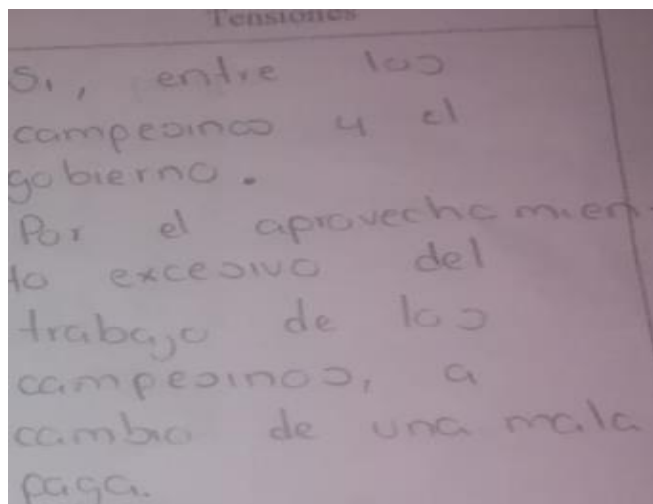 Tensiones
Si, entre los
campesinos y el
gobierno.
Por el aprovechamien-
to excesivo del
trabajo de los
campesinos, a
cambio de una mala
paga.